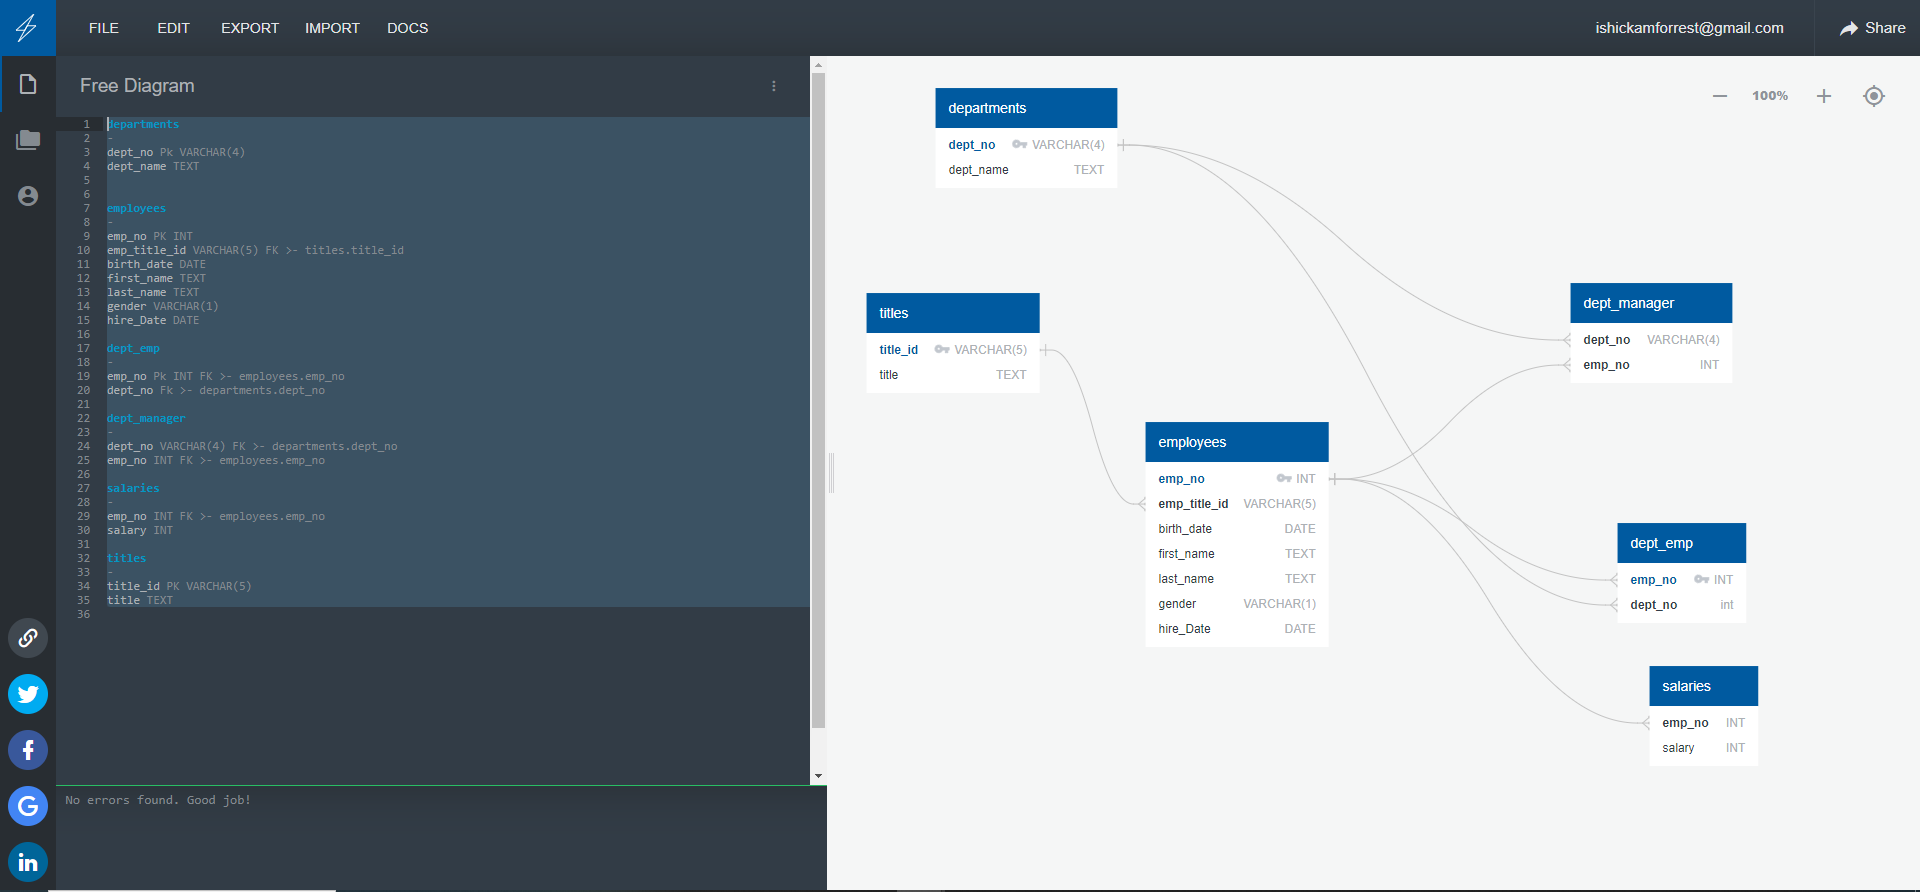 FILE EDIT EXPORT IMPORT DOCS ishickamforrest@gmail.com Share
Free Diagram
1 departments
2 -
3 dept_no Pk VARCHAR(4)
4 dept_name TEXT
5
6
7 employees
8 -
9 emp_no PK INT
10 emp_title_id VARCHAR(5) FK >- titles.title_id
11 birth_date DATE
12 first_name TEXT
13 last_name TEXT
14 gender VARCHAR(1)
15 hire_Date DATE
16
17 dept_emp
18 -
19 emp_no Pk INT FK >- employees.emp_no
20 dept_no Fk >- departments.dept_no
21
22 dept_manager
23 -
24 dept_no VARCHAR(4) FK >- departments.dept_no
25 emp_no INT FK >- employees.emp_no
26
27 salaries
28 -
29 emp_no INT FK >- employees.emp_no
30 salary INT
31
32 titles
33 -
34 title_id PK VARCHAR(5)
35 title TEXT
36
No errors found. Good job!
100%
departments
dept_no VARCHAR(4)
dept_name TEXT
titles
title_id VARCHAR(5)
title TEXT
employees
emp_no INT
emp_title_id VARCHAR(5)
birth_date DATE
first_name TEXT
last_name TEXT
gender VARCHAR(1)
hire_Date DATE
dept_manager
dept_no VARCHAR(4)
emp_no INT
dept_emp
emp_no INT
dept_no int
salaries
emp_no INT
salary INT